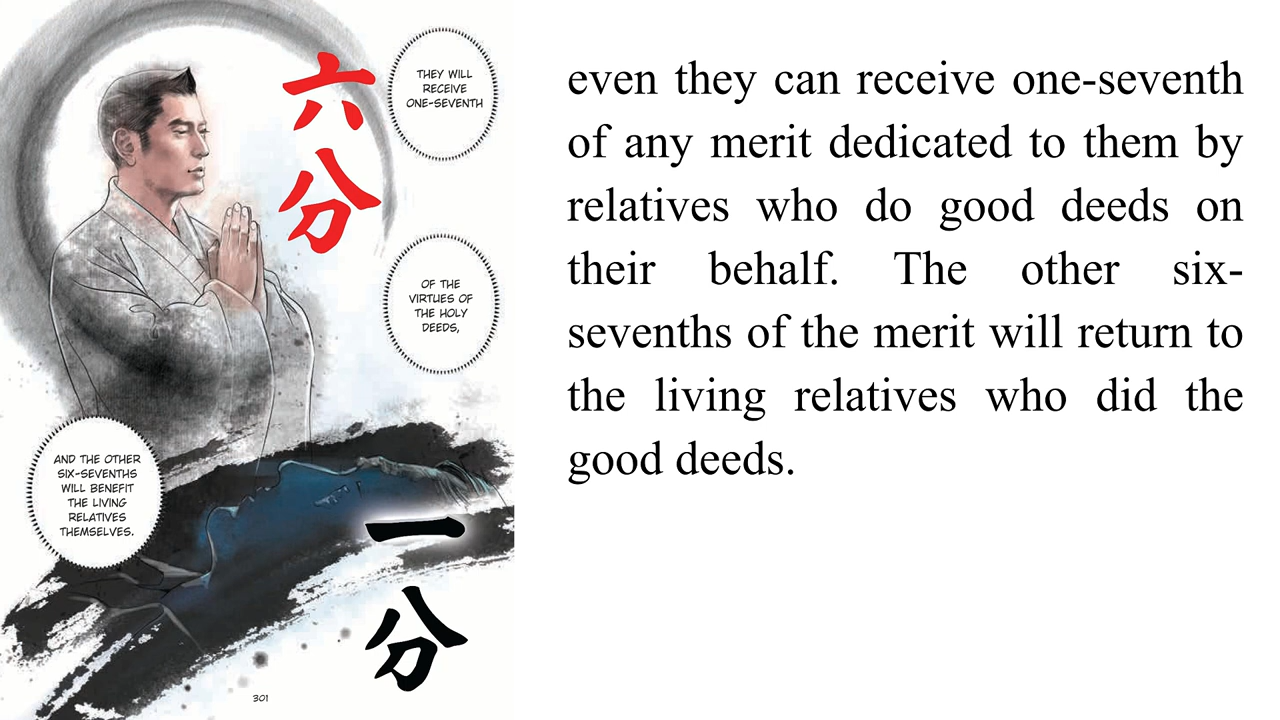 六
分
THEY WILL
RECEIVE
ONE-SEVENTH
OF THE
VIRTUES OF
THE HOLY
DEEDS,
AND THE OTHER
SIX-SEVENTHS
WILL BENEFIT
THE LIVING
RELATIVES
THEMSELVES.
一
分
301
even they can receive one-seventh
of any merit dedicated to them by
relatives who do good deeds on
their behalf. The other six-
sevenths of the merit will return to
the living relatives who did the
good deeds.